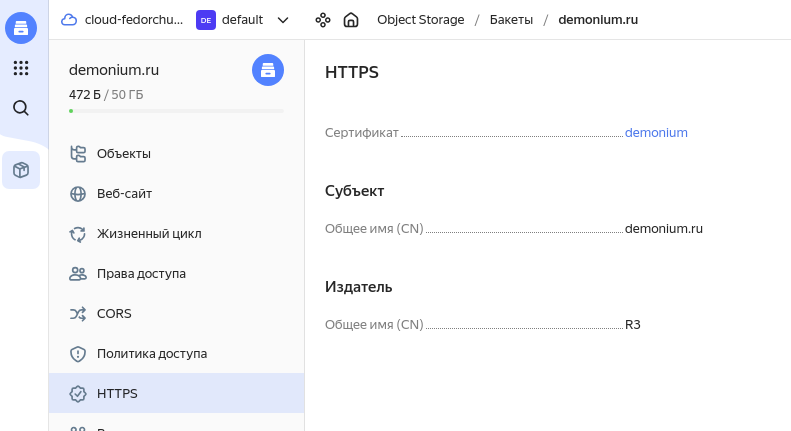 cloud-fedorchu... DE default Object Storage / Бакеты / demonium.ru
demonium.ru
472 Б / 50 ГБ
Объекты
Веб-сайт
Жизненный цикл
Права доступа
CORS
Политика доступа
HTTPS
HTTPS
Сертификат demonium
Субъект
Общее имя (CN) demonium.ru
Издатель
Общее имя (CN) R3